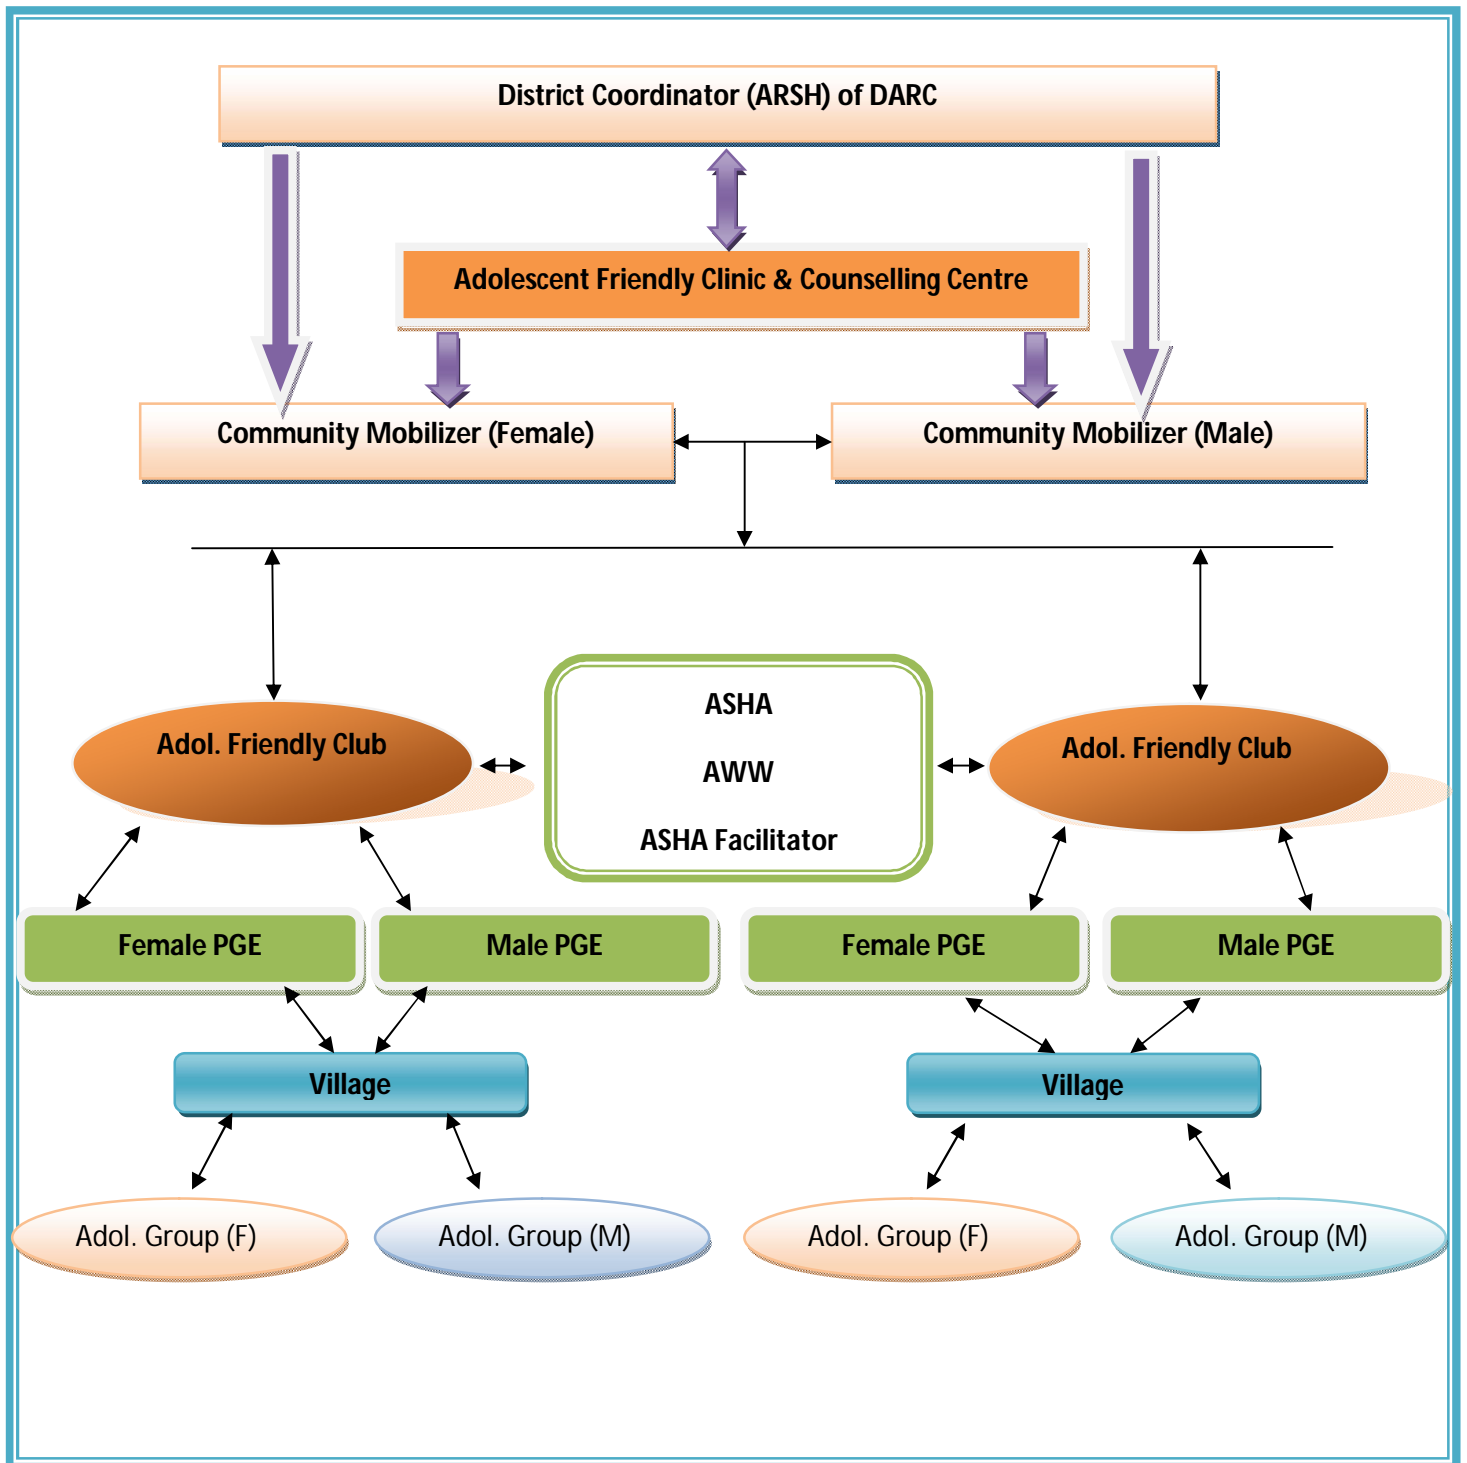 District Coordinator (ARSH) of DARC
Adolescent Friendly Clinic & Counselling Centre
Community Mobilizer (Female)
Community Mobilizer (Male)
ASHA
Adol. Friendly Club
Adol. Friendly Club
AWW
ASHA Facilitator
Female PGE
Male PGE
Female PGE
Male PGE
Village
Village
Adol. Group (F)
Adol. Group (M)
Adol. Group (F)
Adol. Group (M)